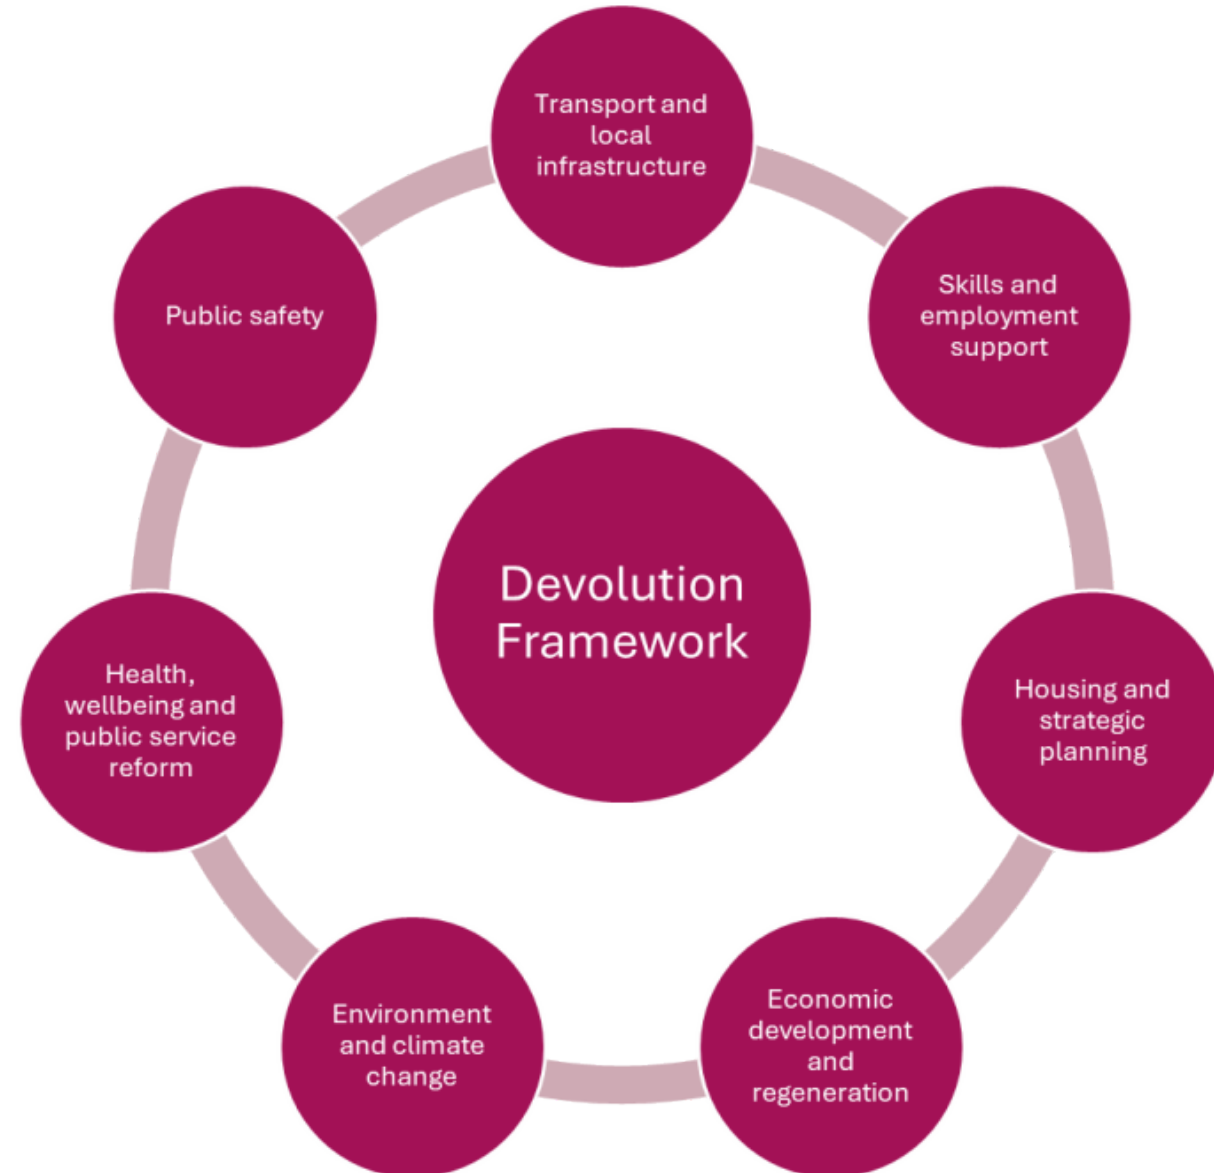 Transport and
local
infrastructure
Skills and
employment
support
Housing and
strategic
planning
Economic
development
and
regeneration
Environment
and climate
change
Health,
wellbeing and
public service
reform
Public safety
Devolution
Framework